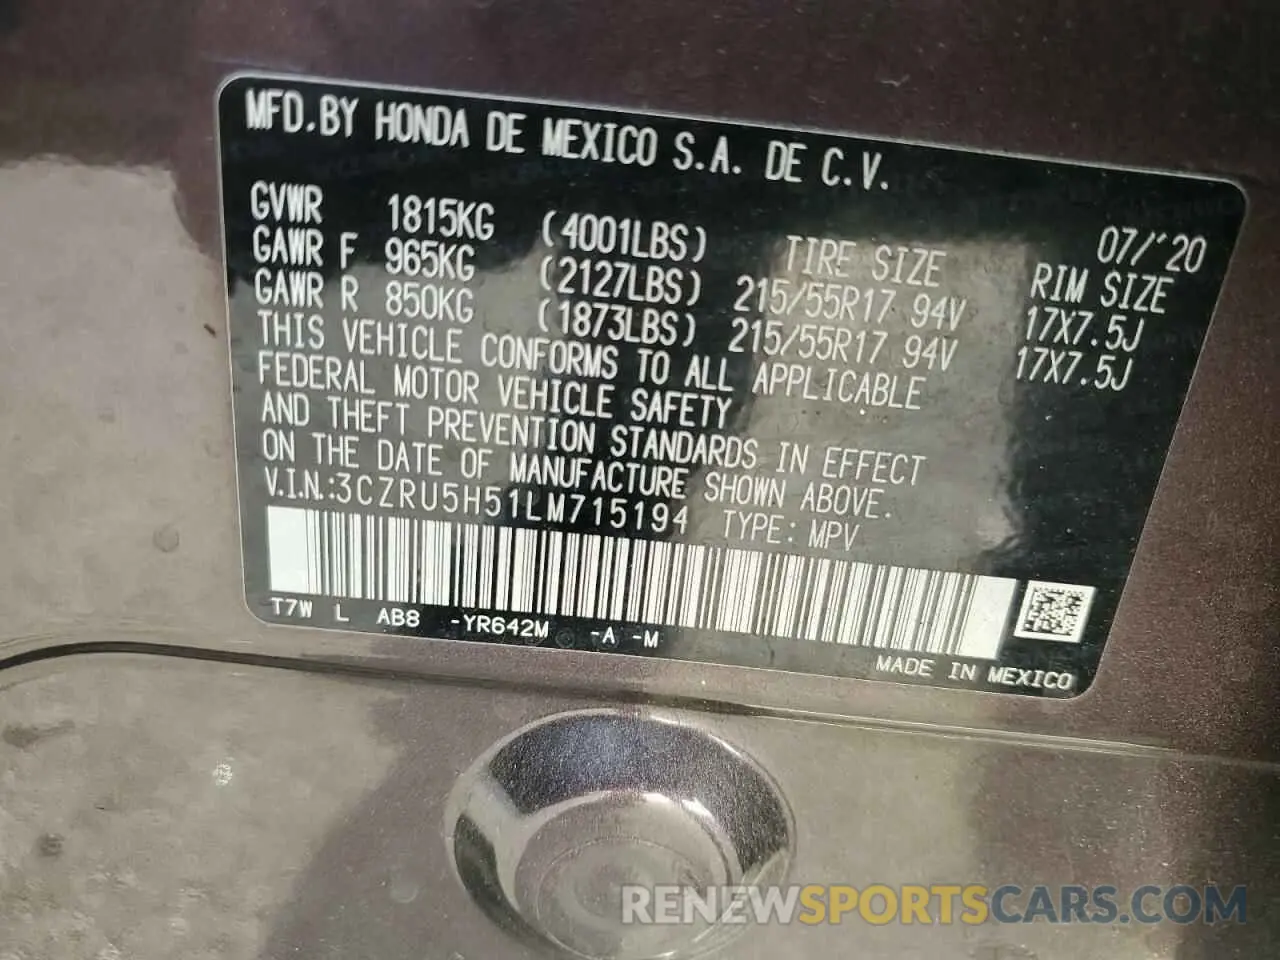 MFD.BY HONDA DE MEXICO S.A. DE C.V.
07/'20
GVWR 1815KG (4001LBS) TIRE SIZE RIM SIZE
GAWR F 965KG (2127LBS) 215/55R17 94V 17X7.5J
GAWR R 850KG (1873LBS) 215/55R17 94V 17X7.5J
THIS VEHICLE CONFORMS TO ALL APPLICABLE
FEDERAL MOTOR VEHICLE SAFETY
AND THEFT PREVENTION STANDARDS IN EFFECT
ON THE DATE OF MANUFACTURE SHOWN ABOVE.
V.I.N.:3CZRU5H51LM715194 TYPE: MPV
T7W L AB8 -YR642M -A -M
MADE IN MEXICO
RENEWSPORTSCARS.COM